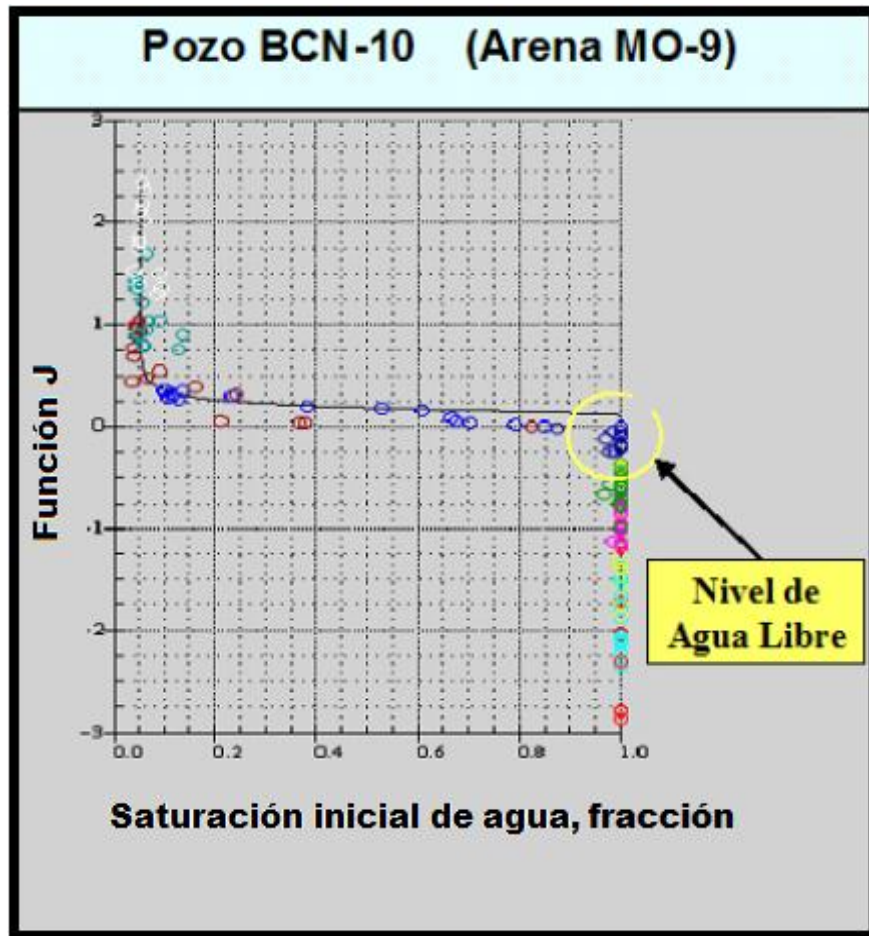 Pozo BCN-10 (Arena MO-9)
3
2
1
0
-1
-2
-3
Función J
0.0 0.2 0.4 0.6 0.8 1.0
Saturación inicial de agua, fracción
Nivel de
Agua Libre